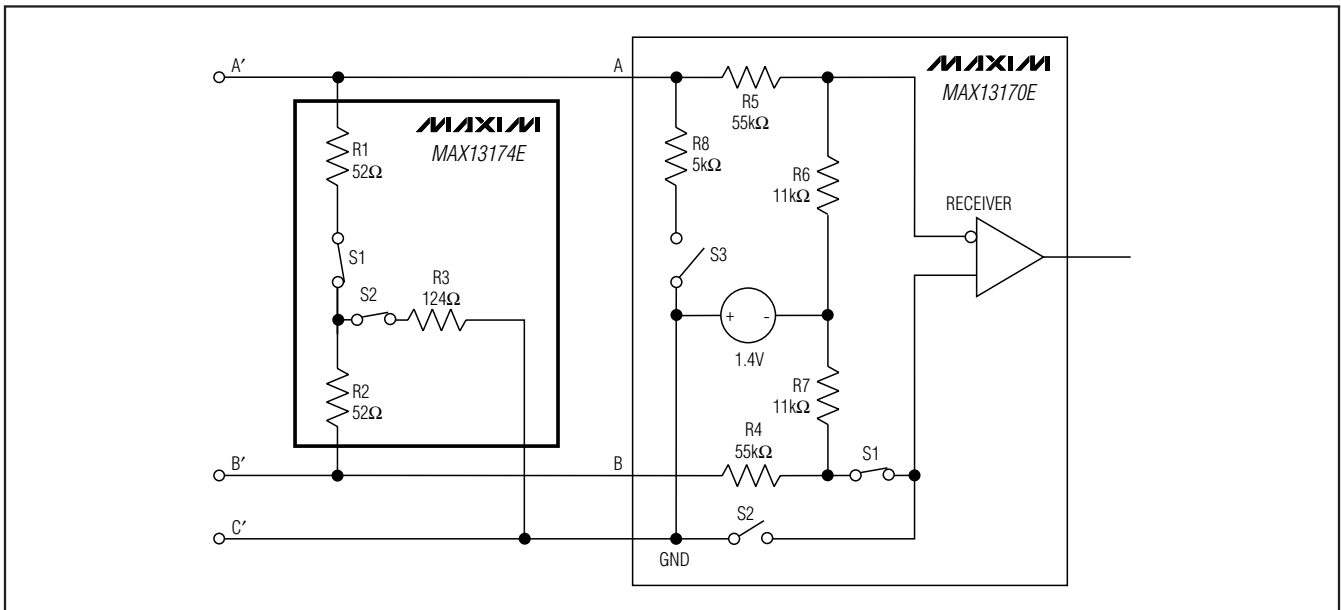 A′
A
MAXIM
MAX13174E
R1
52Ω
S1
S2
R3
124Ω
R2
52Ω
B′
B
C′
GND
MAXIM
MAX13170E
R5
55kΩ
R8
5kΩ
R6
11kΩ
RECEIVER
S3
+
-
1.4V
R7
11kΩ
R4
55kΩ
S1
S2